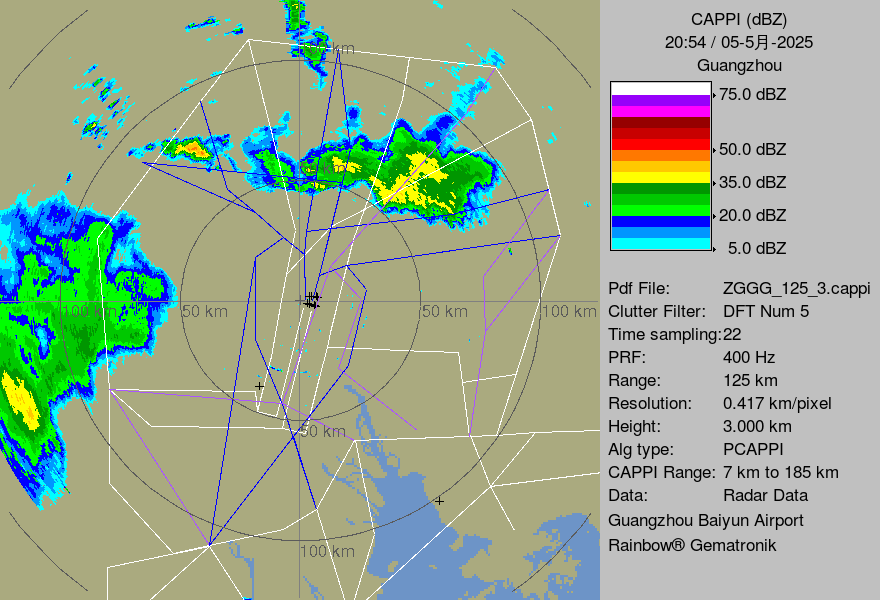 CAPPI (dBZ)
20:54 / 05-5月-2025
Guangzhou
75.0 dBZ
50.0 dBZ
35.0 dBZ
20.0 dBZ
5.0 dBZ
Pdf File: ZGGG_125_3.cappi
Clutter Filter: DFT Num 5
Time sampling:22
PRF: 400 Hz
Range: 125 km
Resolution: 0.417 km/pixel
Height: 3.000 km
Alg type: PCAPPI
CAPPI Range: 7 km to 185 km
Data: Radar Data
Guangzhou Baiyun Airport
Rainbow® Gematronik
100 km
50 km
50 km
100 km
50 km
100 km